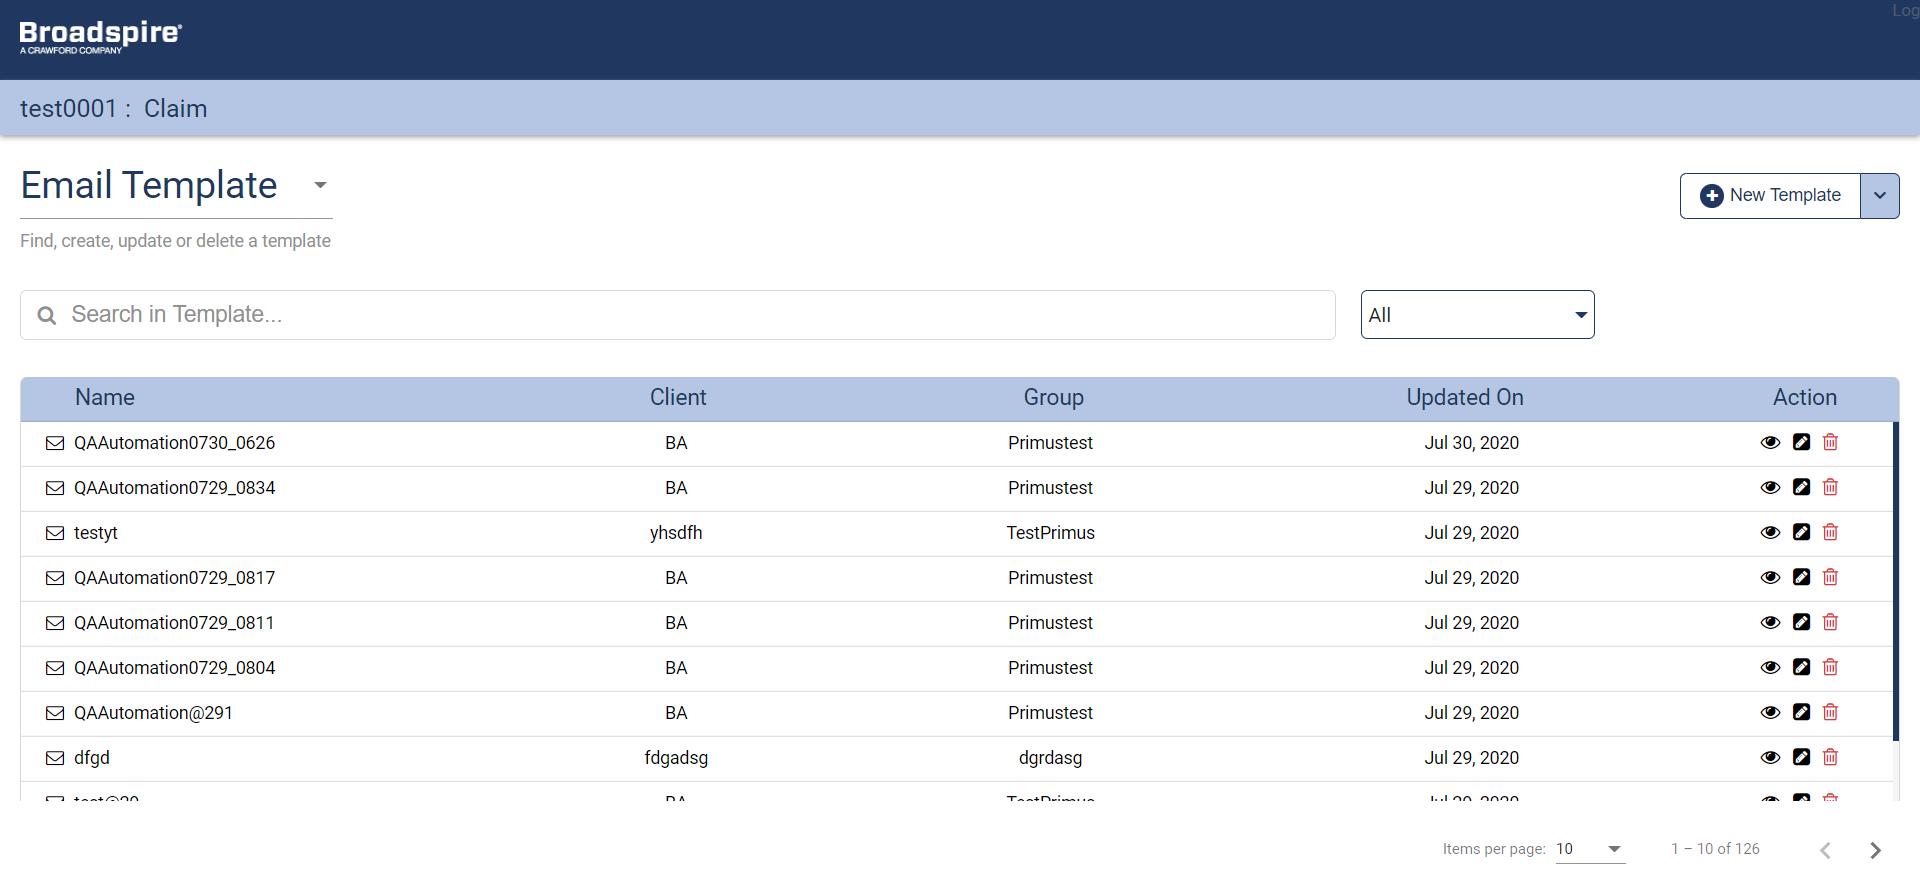 Log
Broadspire®
A CRAWFORD COMPANY
test0001 : Claim
Email Template
New Template
Find, create, update or delete a template
Search in Template...
All
Name Client Group Updated On Action
QAAutomation0730_0626 BA Primustest Jul 30, 2020
QAAutomation0729_0834 BA Primustest Jul 29, 2020
testyt yhsdfh TestPrimus Jul 29, 2020
QAAutomation0729_0817 BA Primustest Jul 29, 2020
QAAutomation0729_0811 BA Primustest Jul 29, 2020
QAAutomation0729_0804 BA Primustest Jul 29, 2020
QAAutomation@291 BA Primustest Jul 29, 2020
dfgd fdgadsg dgrdasg Jul 29, 2020
BA TestPrimus
Items per page: 10 1 – 10 of 126